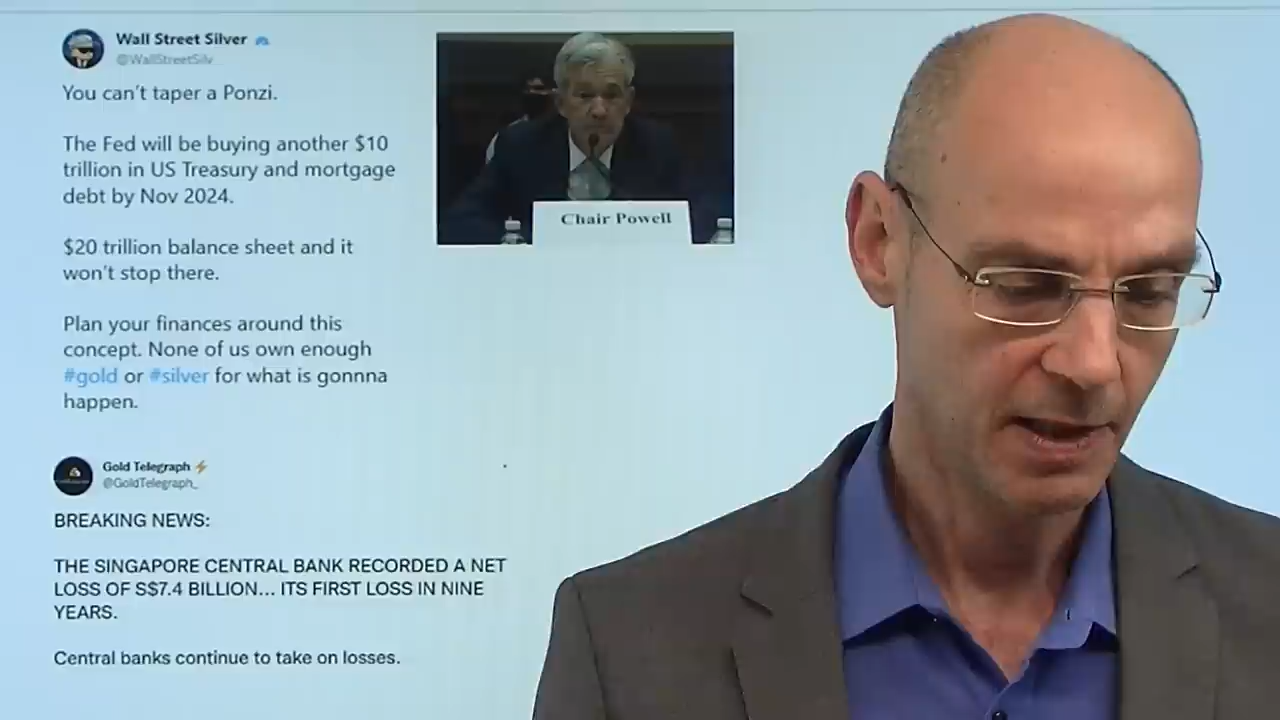 Wall Street Silver
@WallStreetSilv
You can't taper a Ponzi.
The Fed will be buying another $10
trillion in US Treasury and mortgage
debt by Nov 2024.
$20 trillion balance sheet and it
won't stop there.
Plan your finances around this
concept. None of us own enough
#gold or #silver for what is gonnna
happen.
Chair Powell
Gold Telegraph⚡
@GoldTelegraph_
BREAKING NEWS:
THE SINGAPORE CENTRAL BANK RECORDED A NET
LOSS OF S$7.4 BILLION... ITS FIRST LOSS IN NINE
YEARS.
Central banks continue to take on losses.